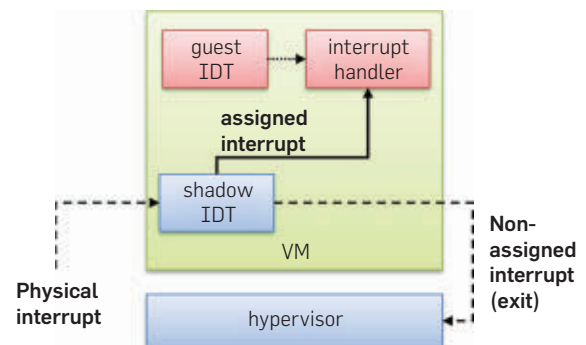 guest
IDT
interrupt
handler
assigned
interrupt
shadow
IDT
VM
Non-
assigned
interrupt
(exit)
Physical
interrupt
hypervisor